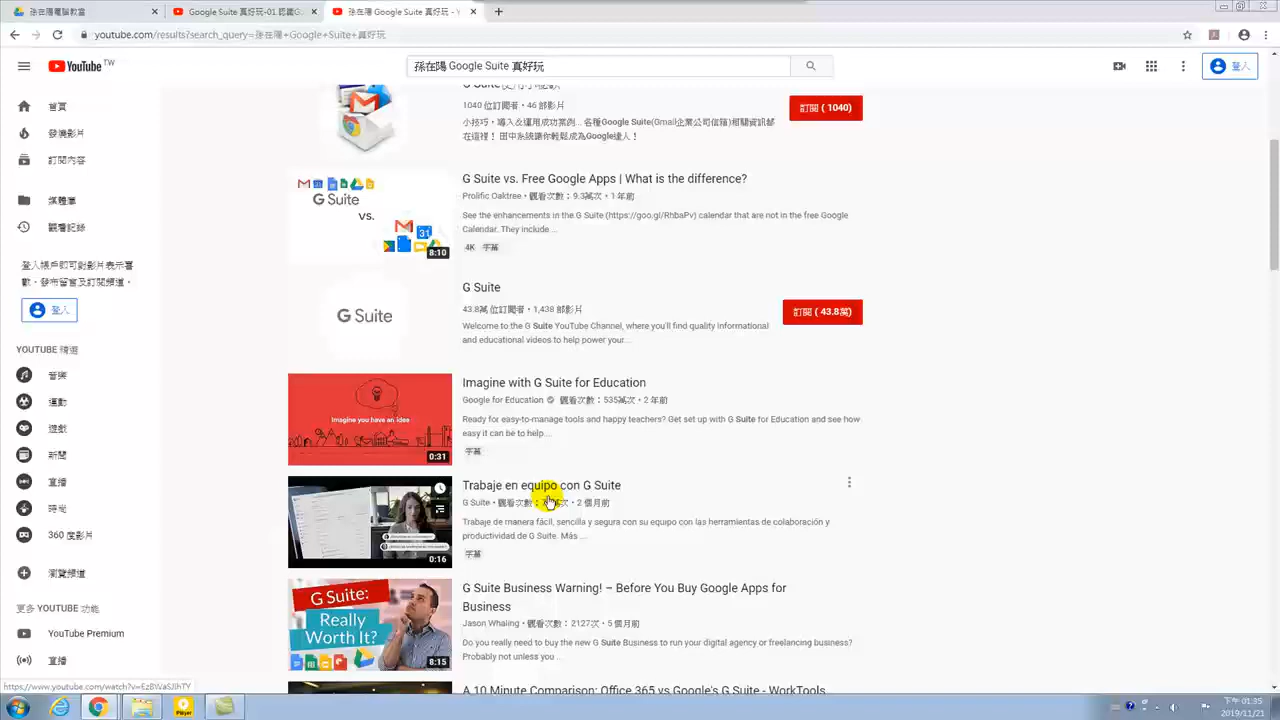 孫在陽電腦教室
Google Suite 真好玩-01.認識G
孫在陽 Google Suite 真好玩 - Y
youtube.com/results?search_query=孫在陽+Google+Suite+真好玩
YouTube TW
孫在陽 Google Suite 真好玩
登入
首頁
發燒影片
訂閱內容
媒體庫
觀看記錄
登入帳戶即可對影片表示喜
歡、發布留言及訂閱頻道。
登入
YOUTUBE 精選
音樂
運動
遊戲
新聞
直播
時尚
360 度影片
瀏覽頻道
更多 YOUTUBE 功能
YouTube Premium
直播
1040 位訂閱者 • 46 部影片
小技巧，導入&運用成功案例... 各種Google Suite(Gmail企業公司信箱)相關資訊都
在這裡！ 田中系統讓你輕鬆成為Google達人！
訂閱 ( 1040)
G Suite
vs.
31
8:10
G Suite vs. Free Google Apps | What is the difference?
Prolific Oaktree • 觀看次數：9.3萬次 • 1 年前
See the enhancements in the G Suite (https://goo.gl/RhbaPv) calendar that are not in the free Google
Calendar. They include ...
4K 字幕
G Suite
G Suite
43.8萬 位訂閱者 • 1,438 部影片
Welcome to the G Suite YouTube Channel, where you'll find quality informational
and educational videos to help power your...
訂閱 ( 43.8萬)
Imagine you have an idea
0:31
Imagine with G Suite for Education
Google for Education 觀看次數：535萬次 • 2 年前
Ready for easy-to-manage tools and happy teachers? Get set up with G Suite for Education and see how
easy it can be to help...
字幕
0:16
Trabaje en equipo con G Suite
G Suite • 觀看次數： 次 • 2 個月前
Trabaje de manera fácil, sencilla y segura con su equipo con las herramientas de colaboración y
productividad de G Suite. Más ...
字幕
G Suite:
Really
Worth It?
8:15
G Suite Business Warning! – Before You Buy Google Apps for
Business
Jason Whaling • 觀看次數：2127次 • 5 個月前
Do you really need to buy the new G Suite Business to run your digital agency or freelancing business?
Probably not unless you ...
A 10 Minute Comparison: Office 365 vs Google's G Suite - WorkTools
https://www.youtube.com/watch?v=EzBWaSJIhTY
Player
下午 01:35
2019/11/21